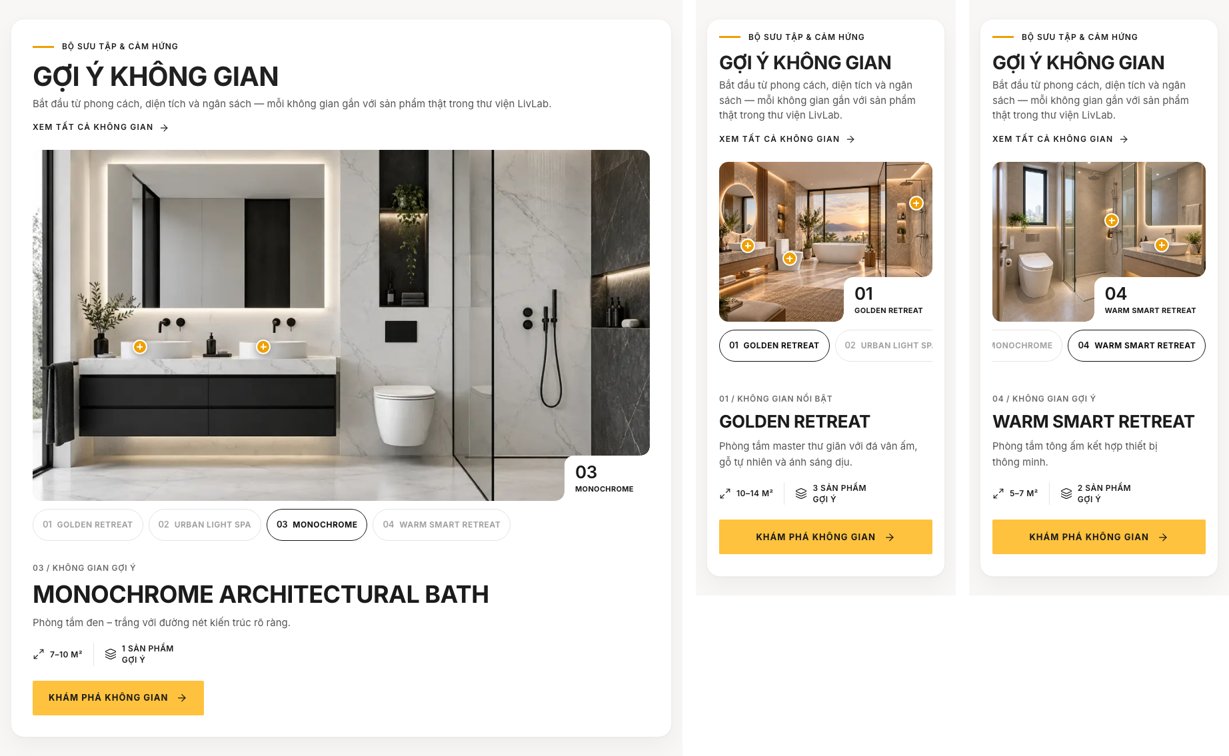 BỘ SƯU TẬP & CẢM HỨNG
GỢI Ý KHÔNG GIAN
Bắt đầu từ phong cách, diện tích và ngân sách — mỗi không gian gắn với sản phẩm thật trong thư viện LivLab.
XEM TẤT CẢ KHÔNG GIAN
03
MONOCHROME
01 GOLDEN RETREAT
02 URBAN LIGHT SPA
03 MONOCHROME
04 WARM SMART RETREAT
03 / KHÔNG GIAN GỢI Ý
MONOCHROME ARCHITECTURAL BATH
Phòng tắm đen – trắng với đường nét kiến trúc rõ ràng.
7–10 M²
1 SẢN PHẨM
GỢI Ý
KHÁM PHÁ KHÔNG GIAN
BỘ SƯU TẬP & CẢM HỨNG
GỢI Ý KHÔNG GIAN
Bắt đầu từ phong cách, diện tích và ngân
sách — mỗi không gian gắn với sản phẩm
thật trong thư viện LivLab.
XEM TẤT CẢ KHÔNG GIAN
01
GOLDEN RETREAT
01 GOLDEN RETREAT
02 URBAN LIGHT SP
01 / KHÔNG GIAN NỔI BẬT
GOLDEN RETREAT
Phòng tắm master thư giãn với đá vân ấm,
gỗ tự nhiên và ánh sáng dịu.
10–14 M²
3 SẢN PHẨM
GỢI Ý
KHÁM PHÁ KHÔNG GIAN
BỘ SƯU TẬP & CẢM HỨNG
GỢI Ý KHÔNG GIAN
Bắt đầu từ phong cách, diện tích và ngân
sách — mỗi không gian gắn với sản phẩm
thật trong thư viện LivLab.
XEM TẤT CẢ KHÔNG GIAN
04
WARM SMART RETREAT
MONOCHROME
04 WARM SMART RETREAT
04 / KHÔNG GIAN GỢI Ý
WARM SMART RETREAT
Phòng tắm tông ấm kết hợp thiết bị
thông minh.
5–7 M²
2 SẢN PHẨM
GỢI Ý
KHÁM PHÁ KHÔNG GIAN